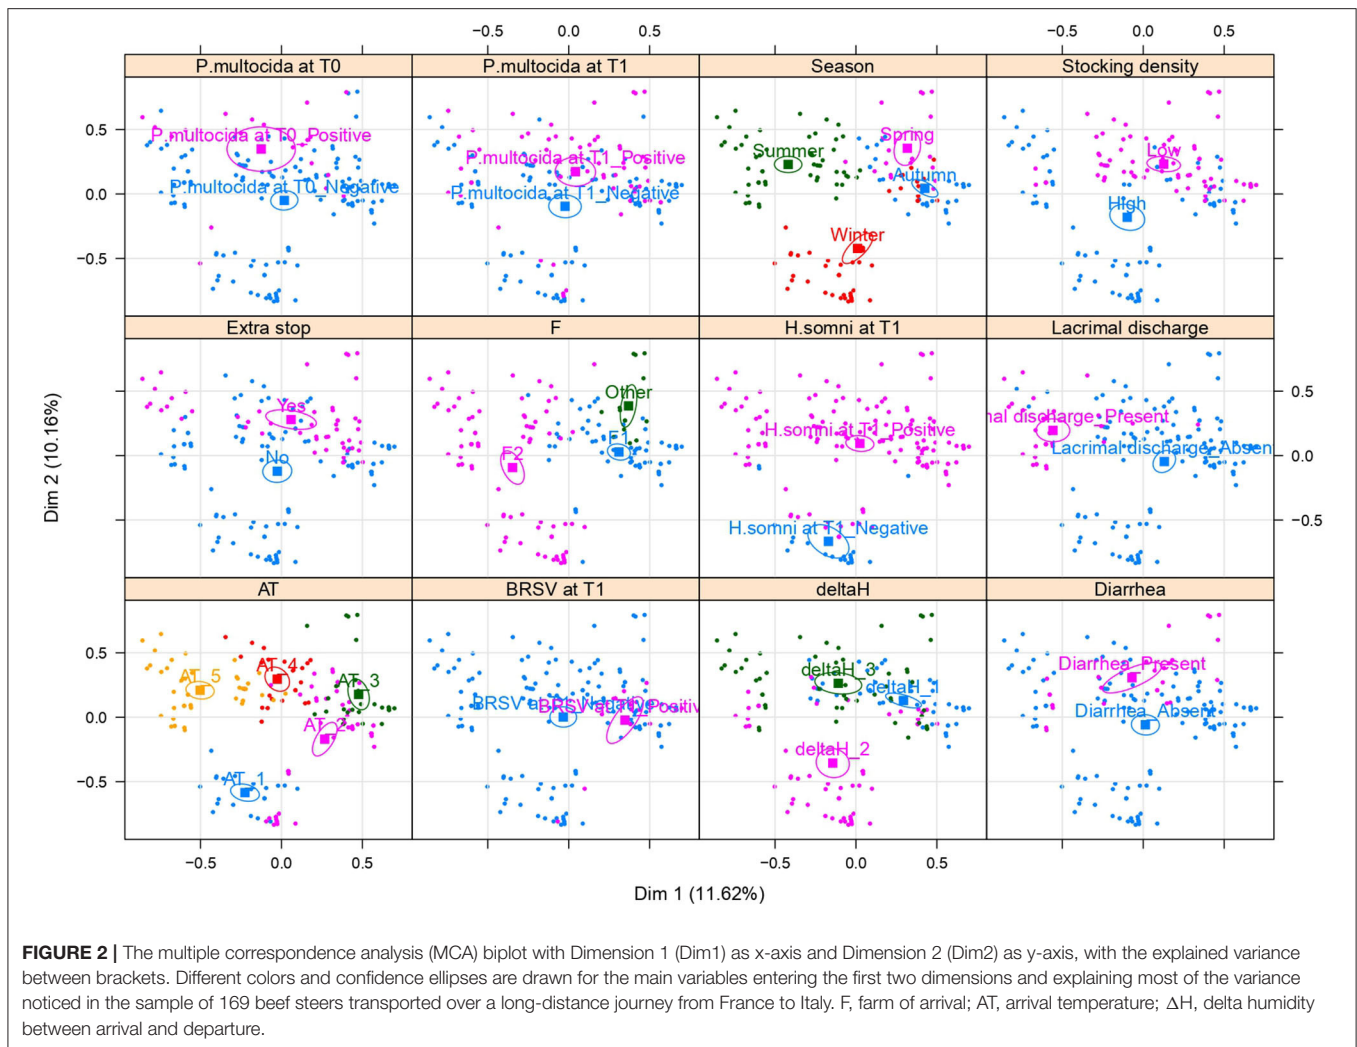 −0.5 0.0 0.5 −0.5 0.0 0.5
P.multocida at T0 P.multocida at T1 Season Stocking density
0.5
0.0
−0.5
P.multocida at T0_Positive
P.multocida at T0_Negative
P.multocida at T1_Positive
P.multocida at T1_Negative
Summer
Spring
Autumn
Winter
Low
High
Extra stop F H.somni at T1 Lacrimal discharge
Yes
No
Other
F1
F2
H.somni at T1_Positive
H.somni at T1_Negative
nal discharge_Present
Lacrimal discharge_Absen
0.5
0.0
−0.5
Dim 2 (10.16%)
AT BRSV at T1 deltaH Diarrhea
0.5
0.0
−0.5
AT_5
AT_4
AT_3
AT_2
AT_1
BRSV at T1_Negative
BRSV at T1_Positiv
deltaH_3
deltaH_1
deltaH_2
Diarrhea_Present
Diarrhea_Absent
−0.5 0.0 0.5 −0.5 0.0 0.5
Dim 1 (11.62%)
FIGURE 2 | The multiple correspondence analysis (MCA) biplot with Dimension 1 (Dim1) as x-axis and Dimension 2 (Dim2) as y-axis, with the explained variance
between brackets. Different colors and confidence ellipses are drawn for the main variables entering the first two dimensions and explaining most of the variance
noticed in the sample of 169 beef steers transported over a long-distance journey from France to Italy. F, farm of arrival; AT, arrival temperature; ΔH, delta humidity
between arrival and departure.